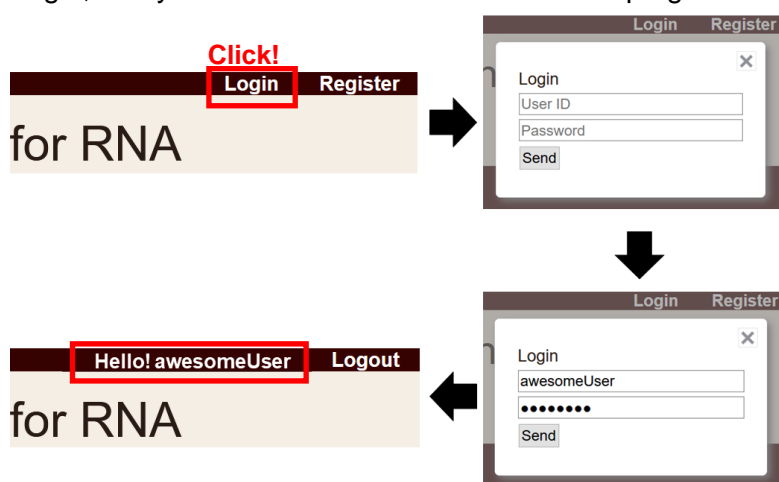 Click!
Login Register
for RNA
Login Register
Login
User ID
Password
Send
Login Register
Login
awesomeUser
●●●●●●●●
Send
Hello! awesomeUser Logout
for RNA